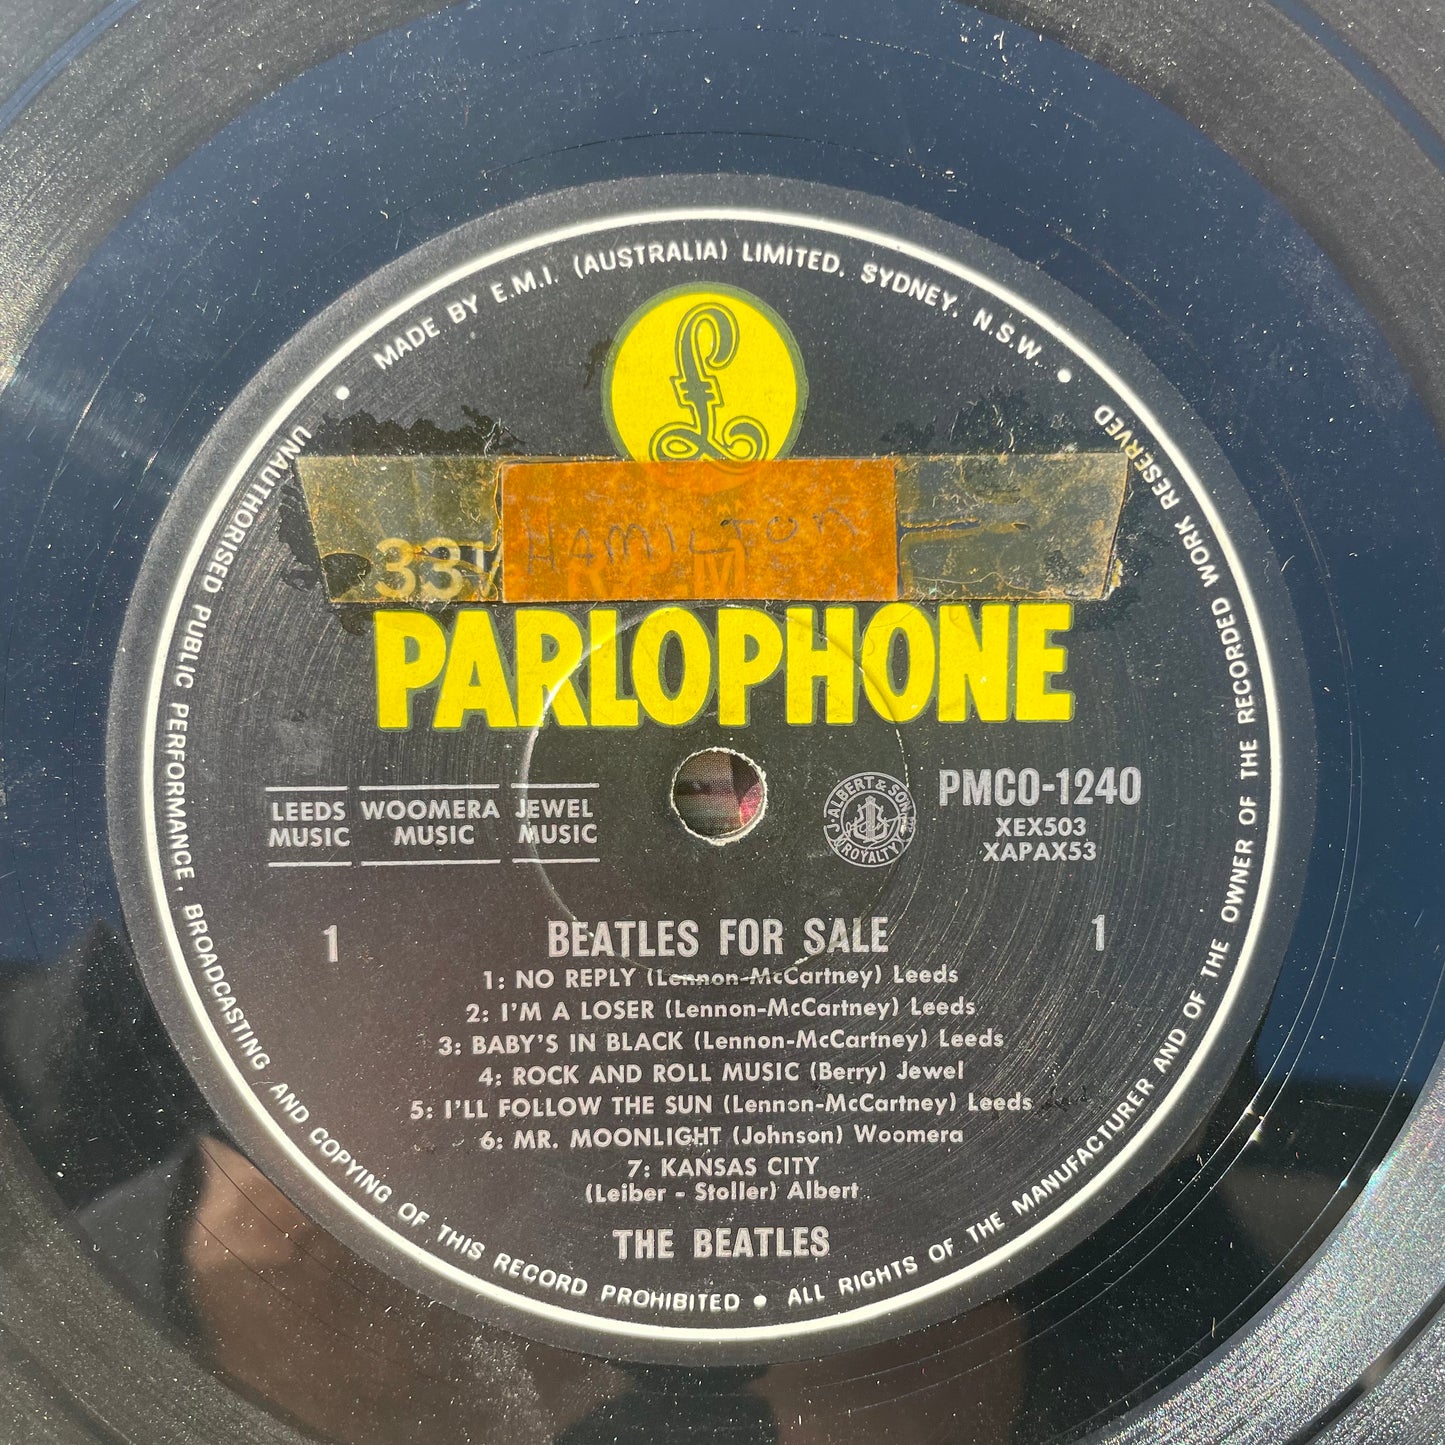 MADE BY E.M.I. (AUSTRALIA) LIMITED. SYDNEY. N.S.W.
£
HAMILTON
33⅓ R.P.M.
PARLOPHONE
LEEDS MUSIC
WOOMERA MUSIC
JEWEL MUSIC
J. ALBERT & SON
ROYALTY
PMCO-1240
XEX503
XAPAX53
1
BEATLES FOR SALE
1
1: NO REPLY (Lennon-McCartney) Leeds
2: I'M A LOSER (Lennon-McCartney) Leeds
3: BABY'S IN BLACK (Lennon-McCartney) Leeds
4: ROCK AND ROLL MUSIC (Berry) Jewel
5: I'LL FOLLOW THE SUN (Lennon-McCartney) Leeds
6: MR. MOONLIGHT (Johnson) Woomera
7: KANSAS CITY
(Leiber - Stoller) Albert
THE BEATLES
UNAUTHORISED PUBLIC PERFORMANCE, BROADCASTING AND COPYING OF THIS RECORD PROHIBITED • ALL RIGHTS OF THE MANUFACTURER AND OF THE OWNER OF THE RECORDED WORK RESERVED